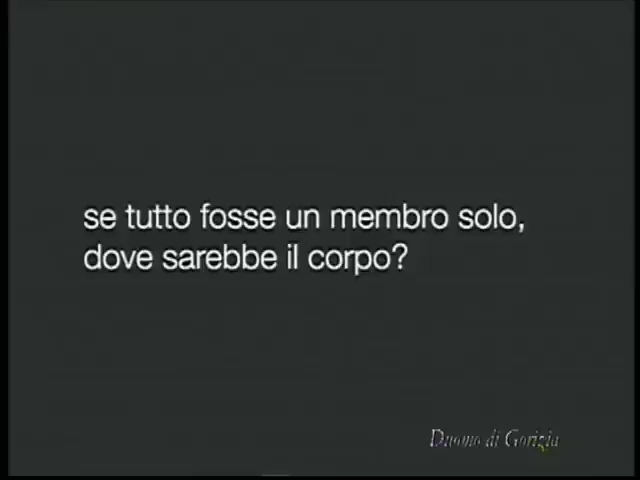 se tutto fosse un membro solo,
dove sarebbe il corpo?
Duomo di Gorizia